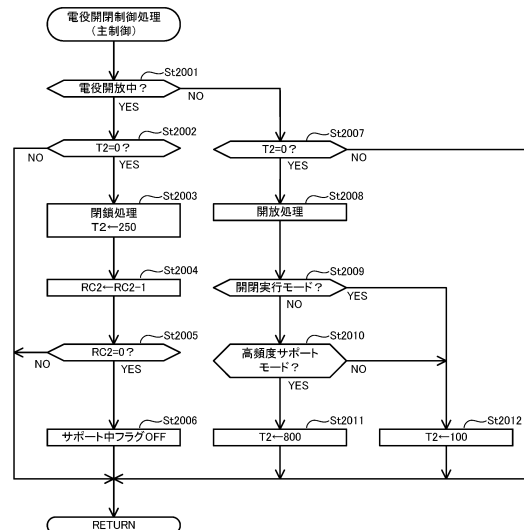 電役開閉制御処理
（主制御）
St2001
電役開放中？
NO
YES
St2002
T2=0？
NO
YES
St2007
T2=0？
NO
YES
St2003
閉鎖処理
T2←250
St2008
開放処理
St2004
RC2←RC2-1
St2009
開閉実行モード？
YES
NO
St2005
RC2=0？
NO
YES
St2010
高頻度サポート
モード？
NO
YES
St2006
サポート中フラグOFF
St2011
T2←800
St2012
T2←100
RETURN